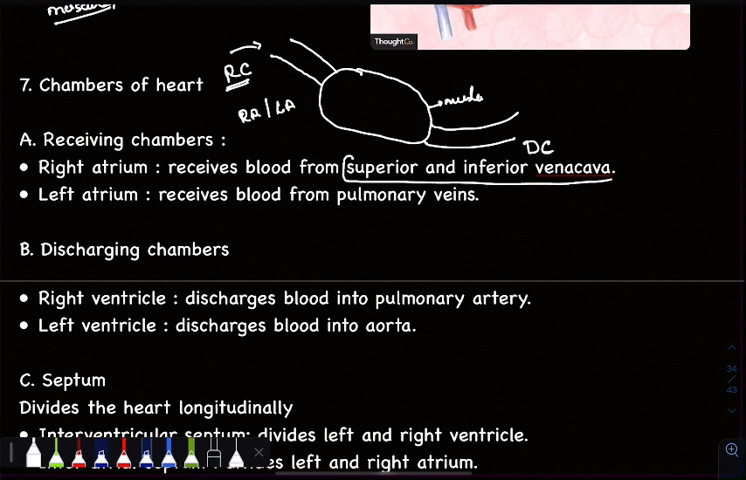 ThoughtCo.
7. Chambers of heart
RC
RA / LA
muscles
DC
A. Receiving chambers :
• Right atrium : receives blood from superior and inferior venacava.
• Left atrium : receives blood from pulmonary veins.
B. Discharging chambers
• Right ventricle : discharges blood into pulmonary artery.
• Left ventricle : discharges blood into aorta.
C. Septum
Divides the heart longitudinally
• Interventricular septum: divides left and right ventricle.
septum: divides left and right atrium.
34
/
43